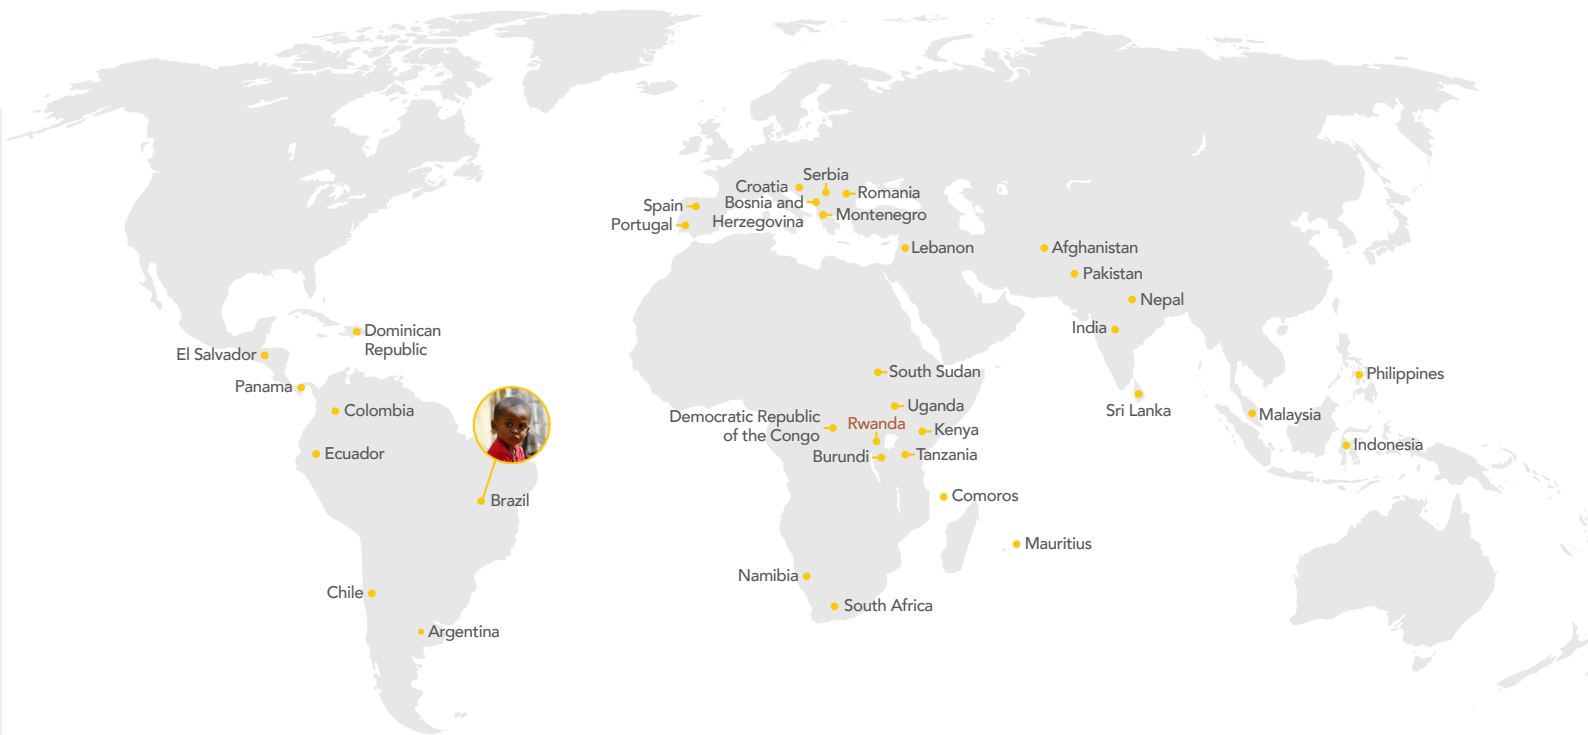 Serbia
Croatia
Romania
Bosnia and
Herzegovina
Spain
Montenegro
Portugal
Lebanon
Afghanistan
Pakistan
Nepal
India
Dominican
Republic
El Salvador
Panama
South Sudan
Philippines
Colombia
Uganda
Sri Lanka
Malaysia
Democratic Republic
of the Congo
Rwanda
Kenya
Indonesia
Ecuador
Burundi
Tanzania
Brazil
Comoros
Mauritius
Namibia
Chile
South Africa
Argentina